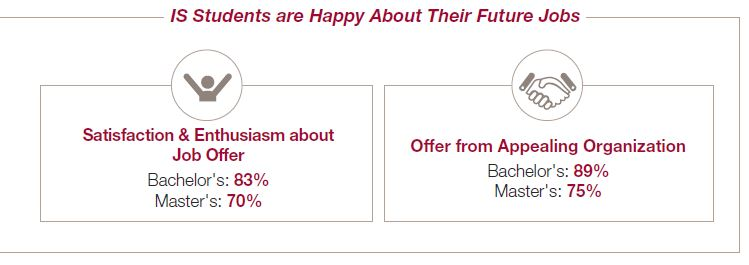 IS Students are Happy About Their Future Jobs
Satisfaction & Enthusiasm about
Job Offer
Bachelor's: 83%
Master's: 70%
Offer from Appealing Organization
Bachelor's: 89%
Master's: 75%